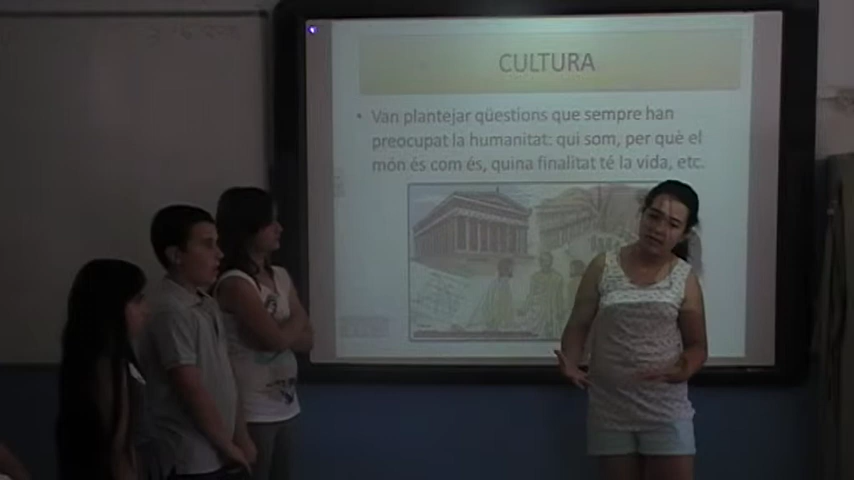 CULTURA
• Van plantejar qüestions que sempre han
preocupat la humanitat: qui som, per què el
món és com és, quina finalitat té la vida, etc.